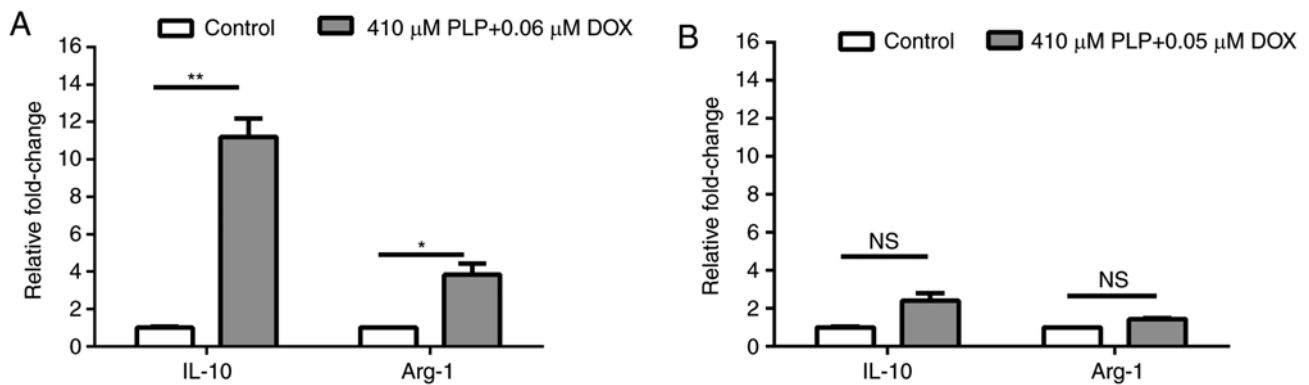 A
Control
410 µM PLP+0.06 µM DOX
Relative fold-change
16
14
12
10
8
6
4
2
0
**
*
IL-10
Arg-1
B
Control
410 µM PLP+0.05 µM DOX
Relative fold-change
16
14
12
10
8
6
4
2
0
NS
NS
IL-10
Arg-1